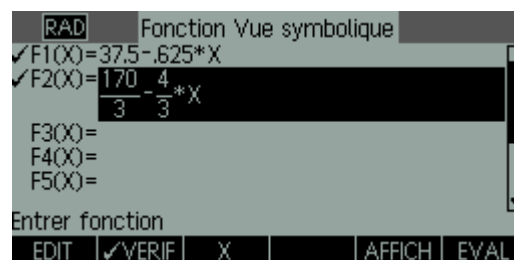 RAD Fonction Vue symbolique
✓F1(X)=37.5-.625*X
✓F2(X)=170/3-4/3*X
F3(X)=
F4(X)=
F5(X)=
Entrer fonction
EDIT ✓VERIF X AFFICH EVAL